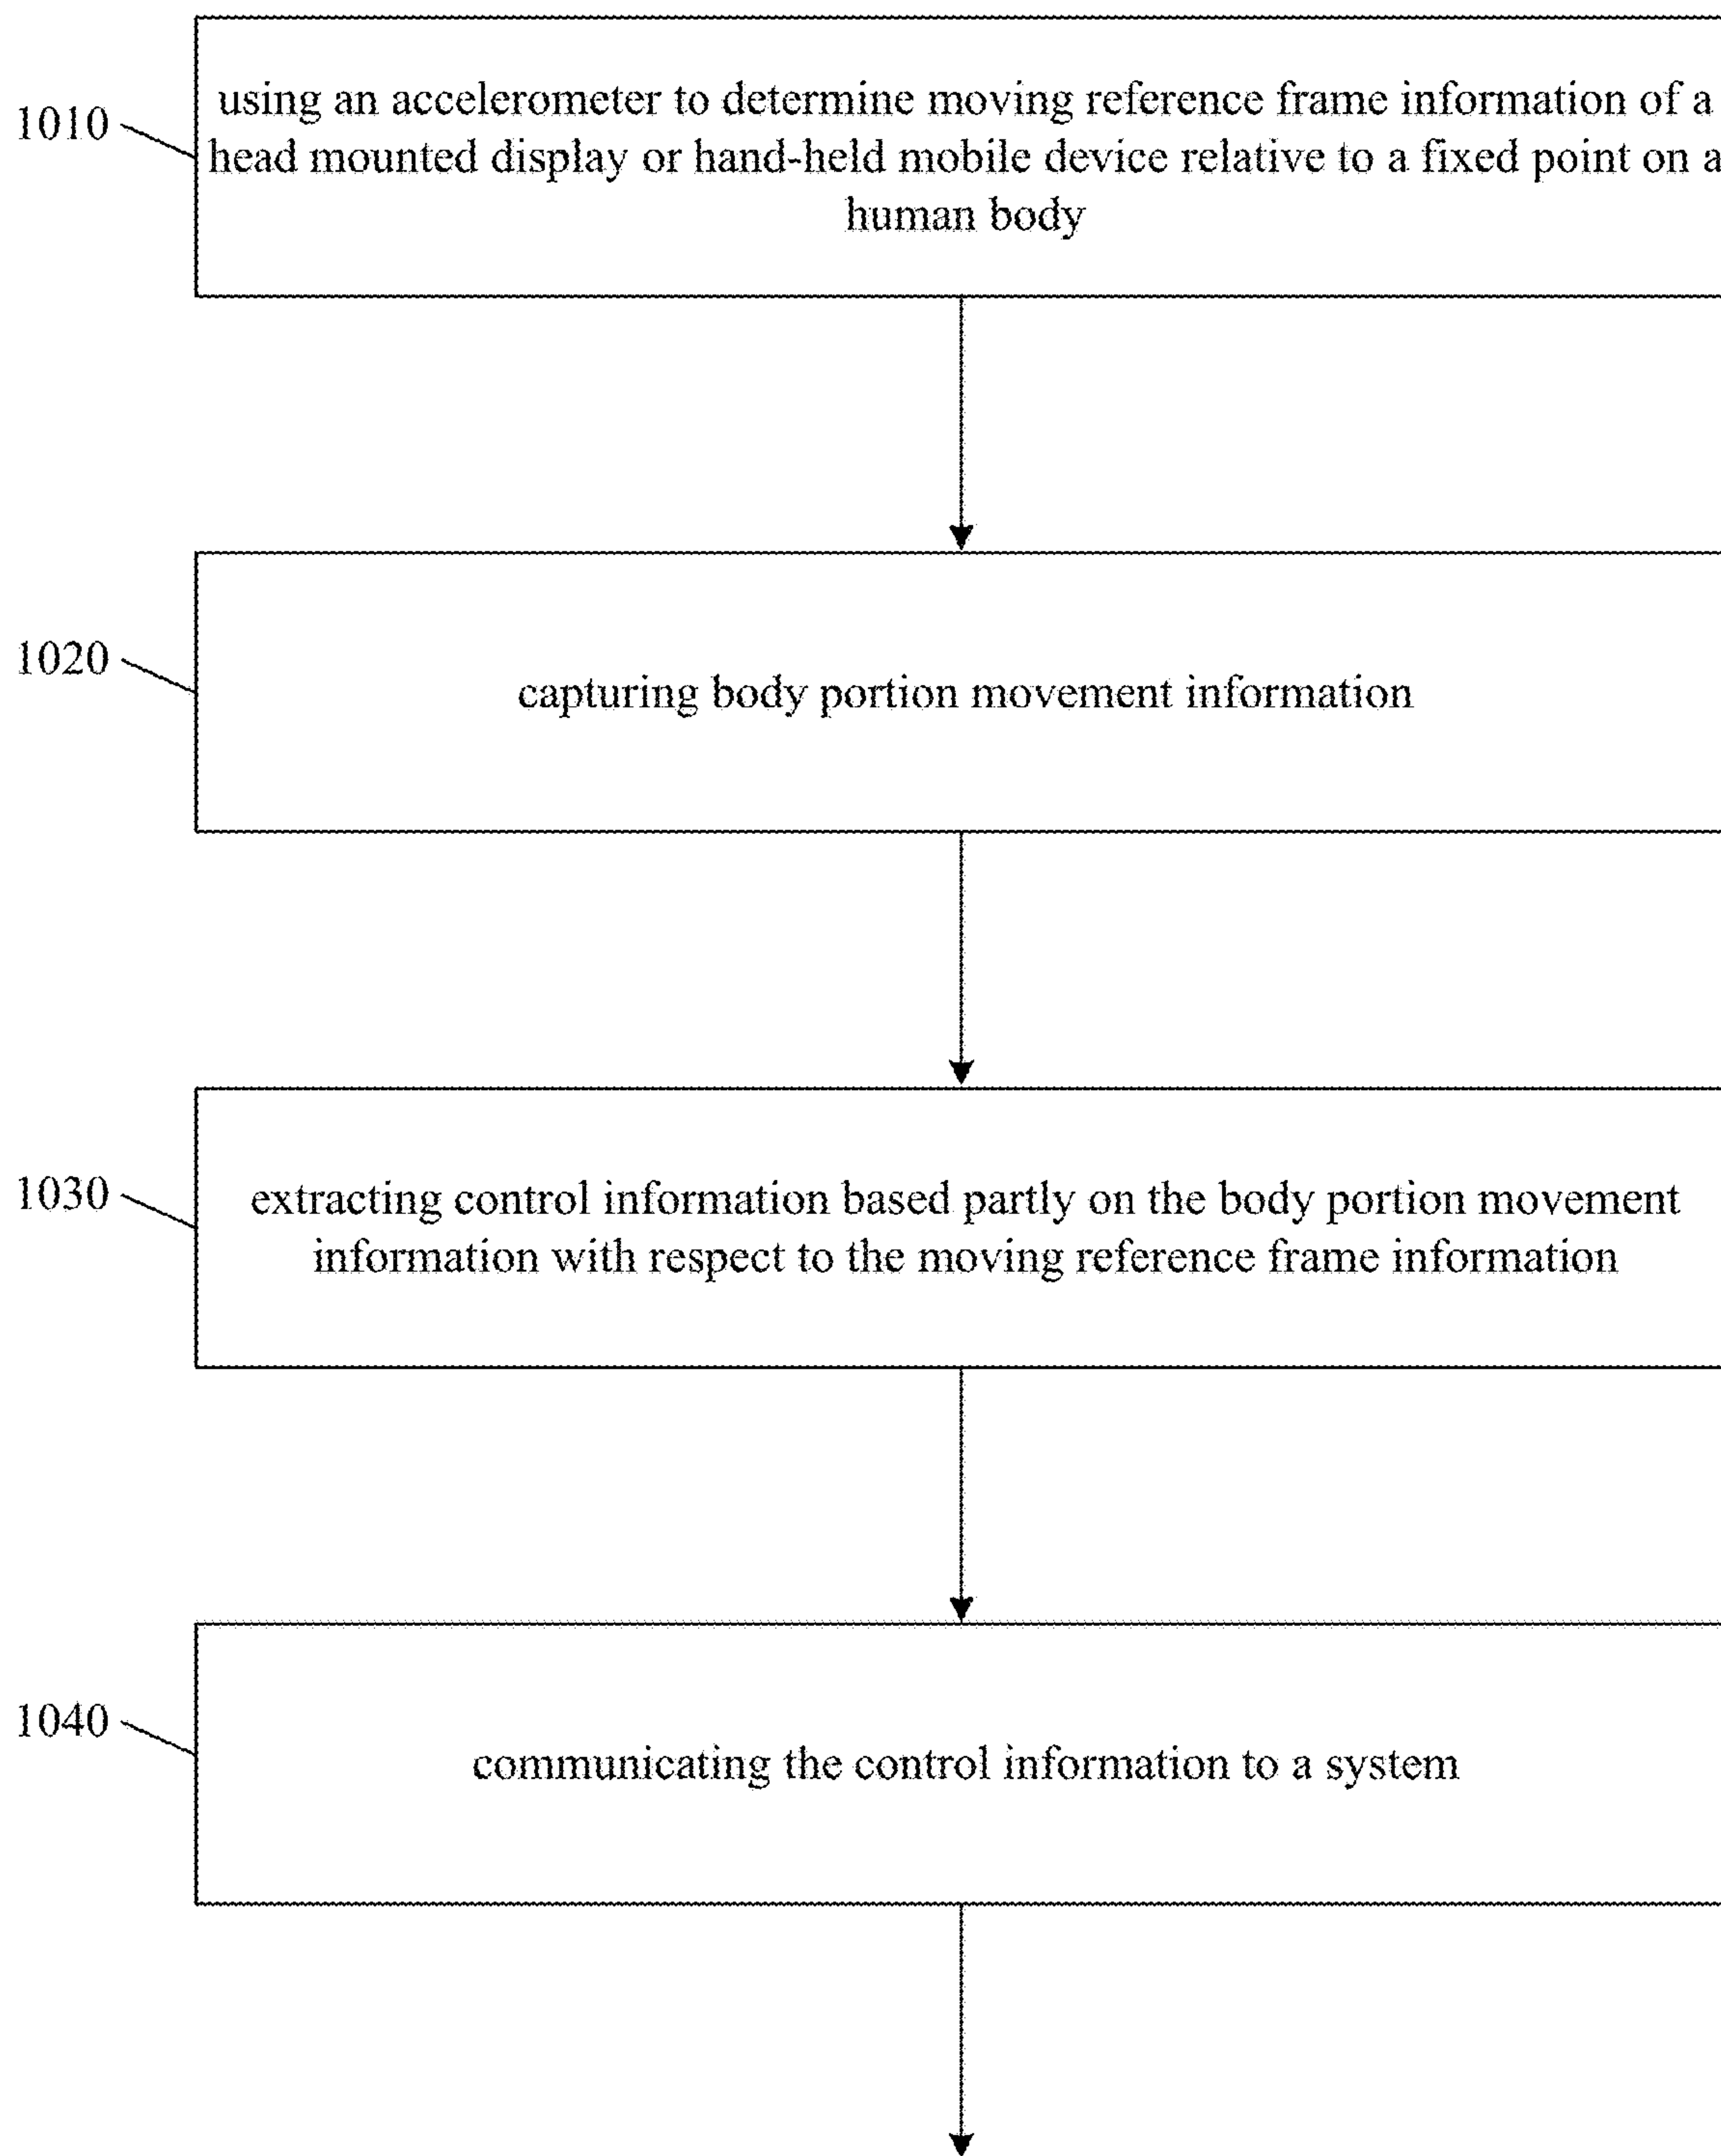 1010
using an accelerometer to determine moving reference frame information of a
head mounted display or hand-held mobile device relative to a fixed point on a
human body
1020
capturing body portion movement information
1030
extracting control information based partly on the body portion movement
information with respect to the moving reference frame information
1040
communicating the control information to a system